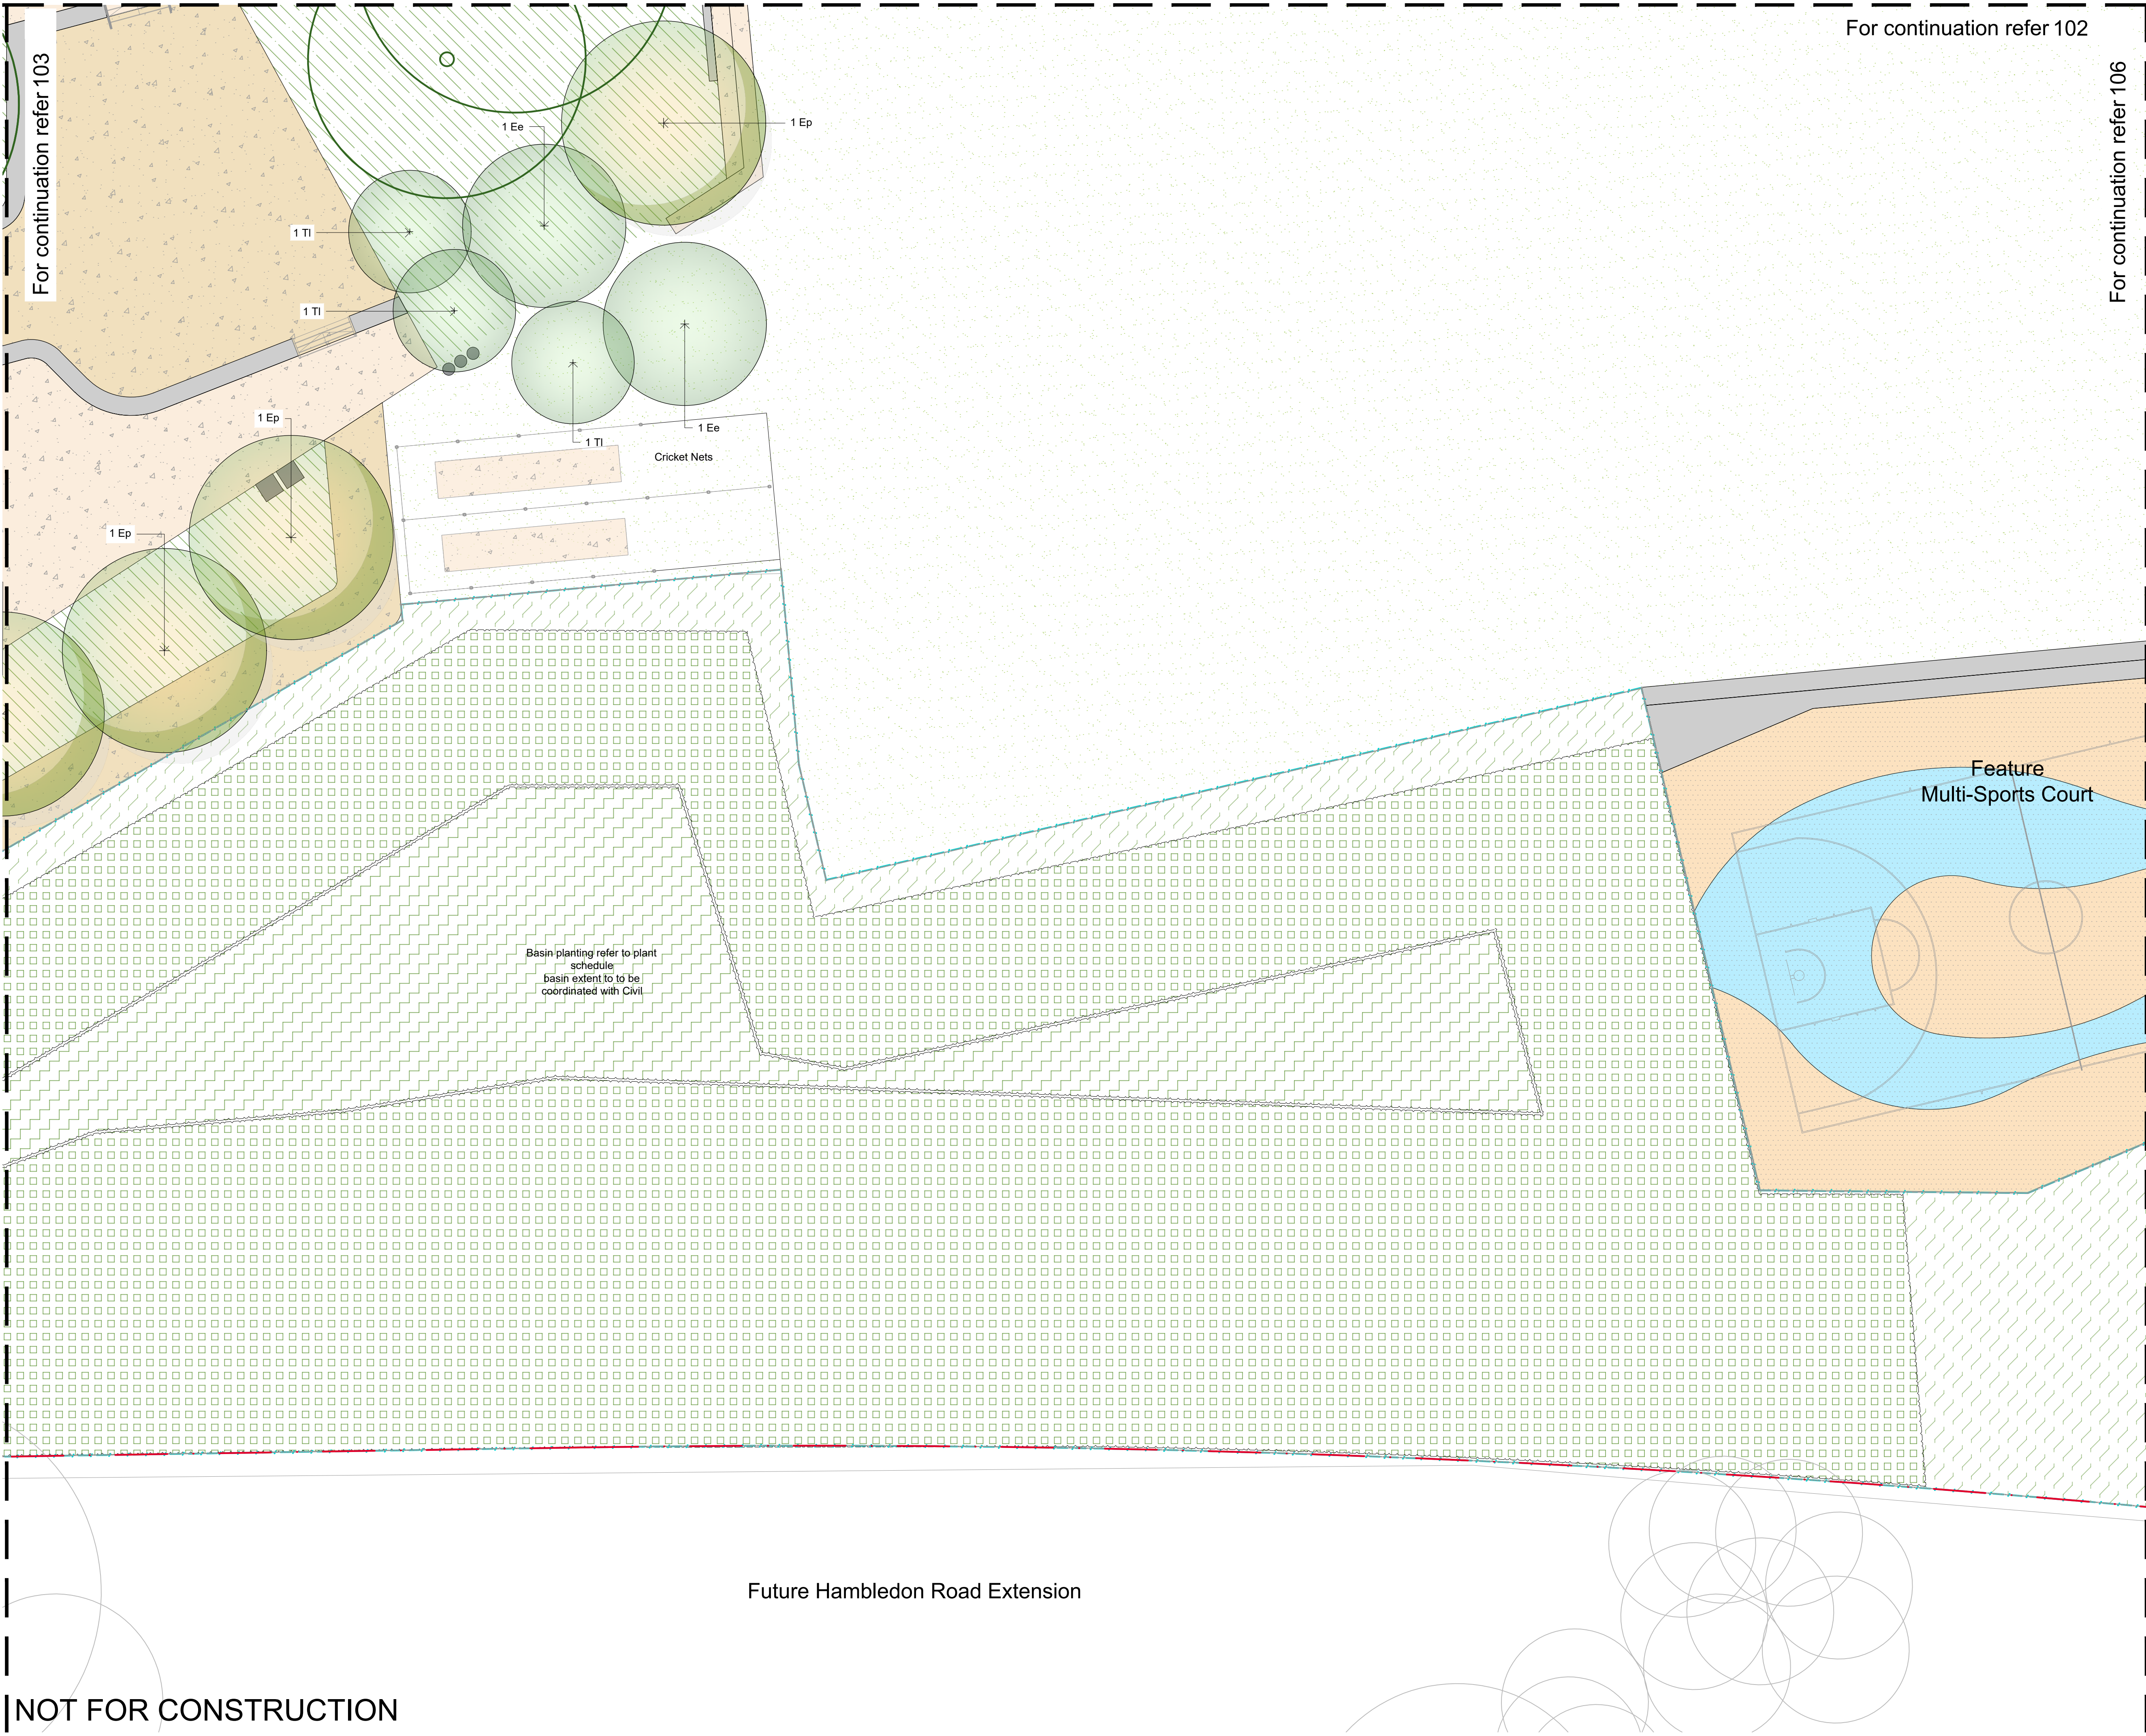 For continuation refer 102
For continuation refer 103
For continuation refer 106
1 Ep
1 Ee
1 Tl
1 Tl
1 Ep
1 Ee
1 Tl
Cricket Nets
1 Ep
Feature
Multi-Sports Court
Basin planting refer to plant
schedule
basin extent to to be
coordinated with Civil
Future Hambledon Road Extension
NOT FOR CONSTRUCTION